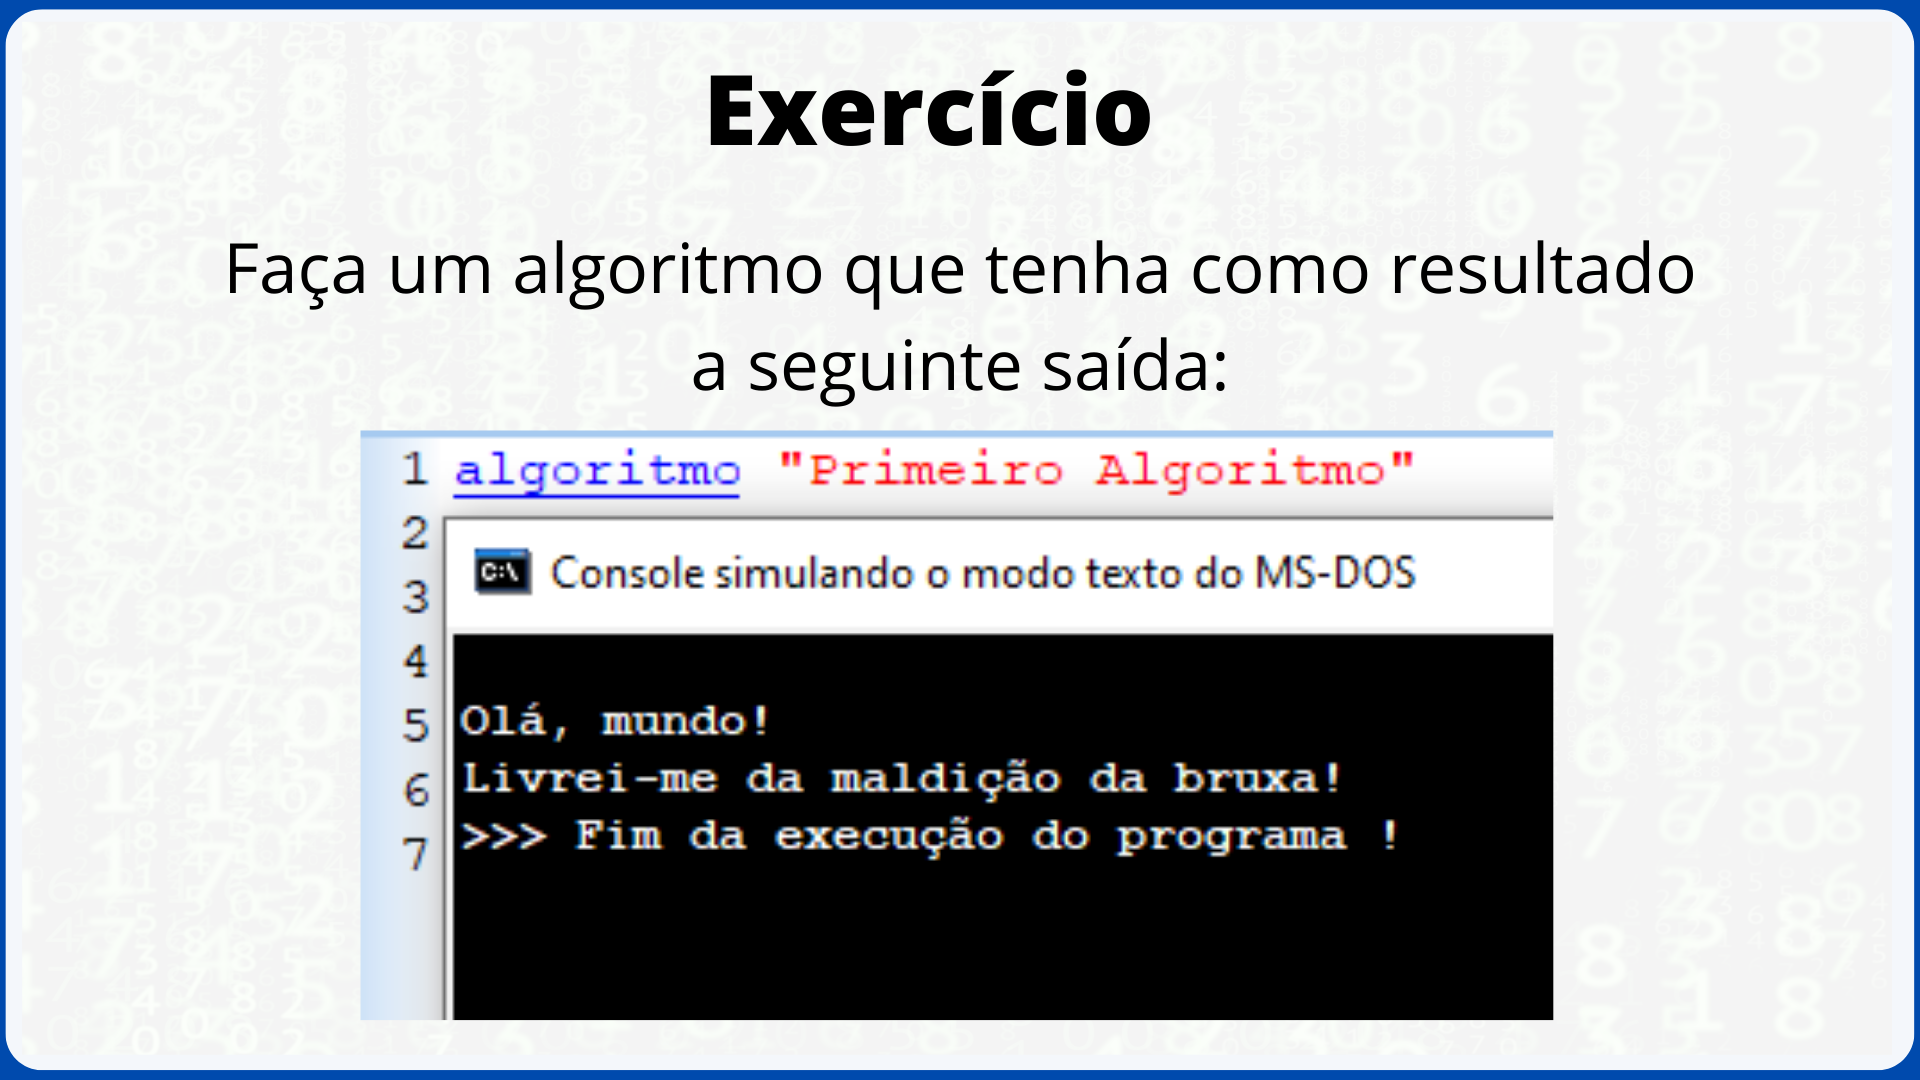 Exercício
Faça um algoritmo que tenha como resultado
a seguinte saída:
1 algoritmo "Primeiro Algoritmo"
2
C:\ Console simulando o modo texto do MS-DOS
3
4
5 Olá, mundo!
6 Livrei-me da maldição da bruxa!
7 >>> Fim da execução do programa !